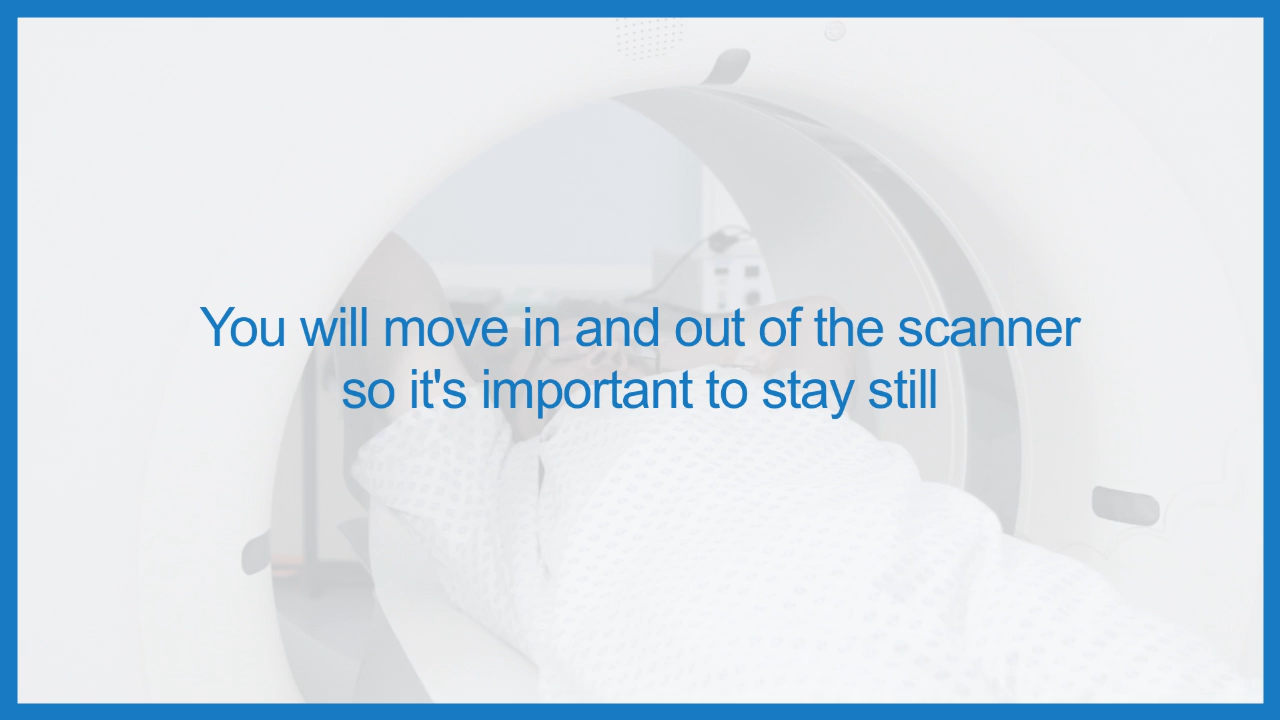 You will move in and out of the scanner
so it's important to stay still